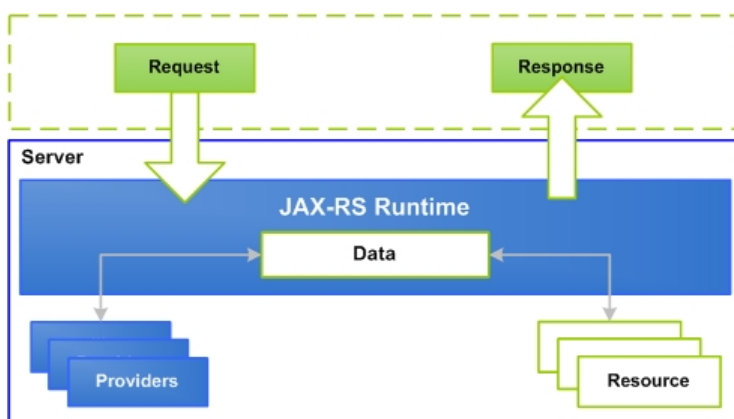 Request
Response
Server
JAX-RS Runtime
Data
Providers
Resource